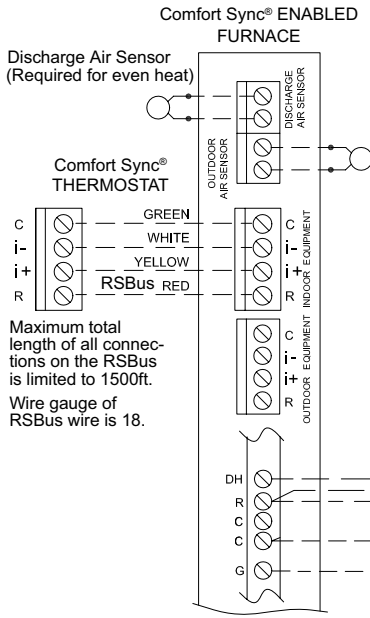 Comfort Sync® ENABLED
FURNACE
Discharge Air Sensor
(Required for even heat)
DISCHARGE
AIR SENSOR
OUTDOOR
AIR SENSOR
Comfort Sync®
THERMOSTAT
C
GREEN
C
i-
WHITE
i-
i+
YELLOW
i+
R
RSBus RED
R
INDOOR EQUIPMENT
Maximum total
length of all connec-
tions on the RSBus
is limited to 1500ft.
Wire gauge of
RSBus wire is 18.
C
i-
i+
R
OUTDOOR EQUIPMENT
DH
R
C
C
G